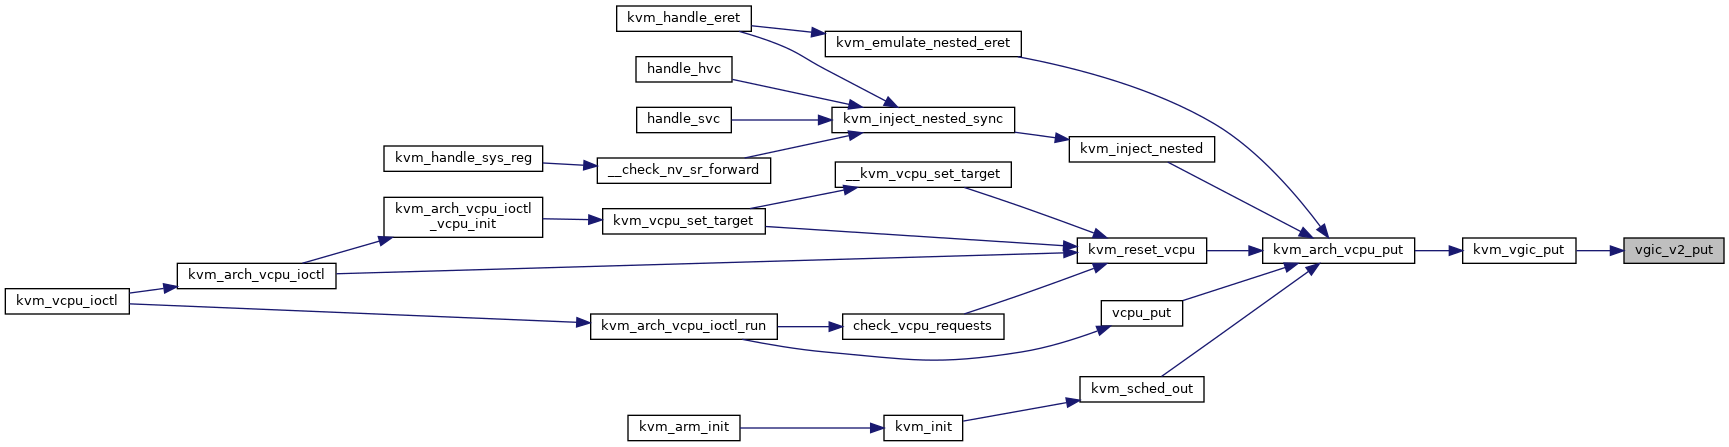 kvm_handle_eret
kvm_emulate_nested_eret
handle_hvc
handle_svc
kvm_inject_nested_sync
kvm_inject_nested
kvm_handle_sys_reg
__check_nv_sr_forward
__kvm_vcpu_set_target
kvm_arch_vcpu_ioctl
_vcpu_init
kvm_vcpu_set_target
kvm_reset_vcpu
kvm_arch_vcpu_put
kvm_vgic_put
vgic_v2_put
kvm_arch_vcpu_ioctl
kvm_vcpu_ioctl
kvm_arch_vcpu_ioctl_run
check_vcpu_requests
vcpu_put
kvm_sched_out
kvm_arm_init
kvm_init